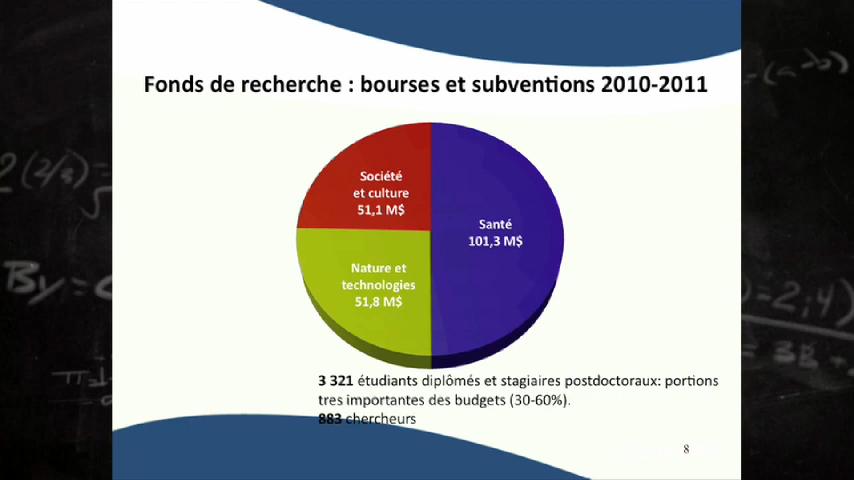 Fonds de recherche : bourses et subventions 2010-2011
Société
et culture
51,1 M$
Santé
101,3 M$
Nature et
technologies
51,8 M$
3 321 étudiants diplômés et stagiaires postdoctoraux: portions
tres importantes des budgets (30-60%).
883 chercheurs
8